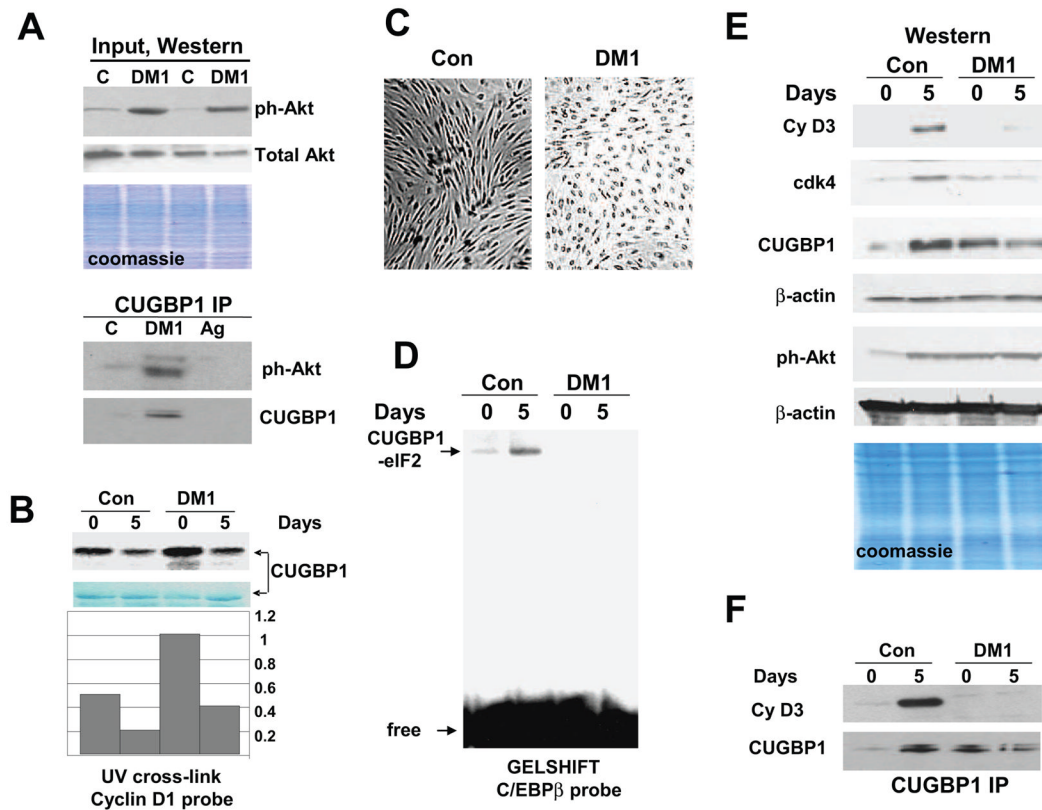 A
Input, Western
C DM1 C DM1
ph-Akt
Total Akt
coomassie
CUGBP1 IP
C DM1 Ag
ph-Akt
CUGBP1
B
Con DM1
0 5 0 5 Days
CUGBP1
1.2
1
0.8
0.6
0.4
0.2
UV cross-link
Cyclin D1 probe
C
Con DM1
D
Con DM1
Days 0 5 0 5
CUGBP1
-eIF2
free
GELSHIFT
C/EBPβ probe
E
Western
Con DM1
Days 0 5 0 5
Cy D3
cdk4
CUGBP1
β-actin
ph-Akt
β-actin
coomassie
F
Con DM1
Days 0 5 0 5
Cy D3
CUGBP1
CUGBP1 IP